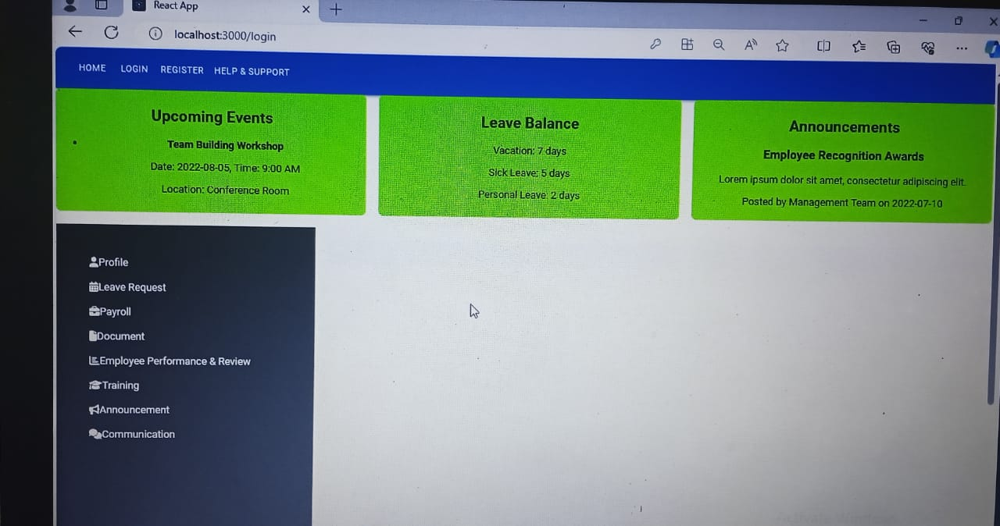 React App
localhost:3000/login
HOME LOGIN REGISTER HELP & SUPPORT
Upcoming Events
Team Building Workshop
Date: 2022-08-05, Time: 9:00 AM
Location: Conference Room
Leave Balance
Vacation: 7 days
Sick Leave: 5 days
Personal Leave: 2 days
Announcements
Employee Recognition Awards
Lorem ipsum dolor sit amet, consectetur adipiscing elit.
Posted by Management Team on 2022-07-10
Profile
Leave Request
Payroll
Document
Employee Performance & Review
Training
Announcement
Communication
Activate Windows